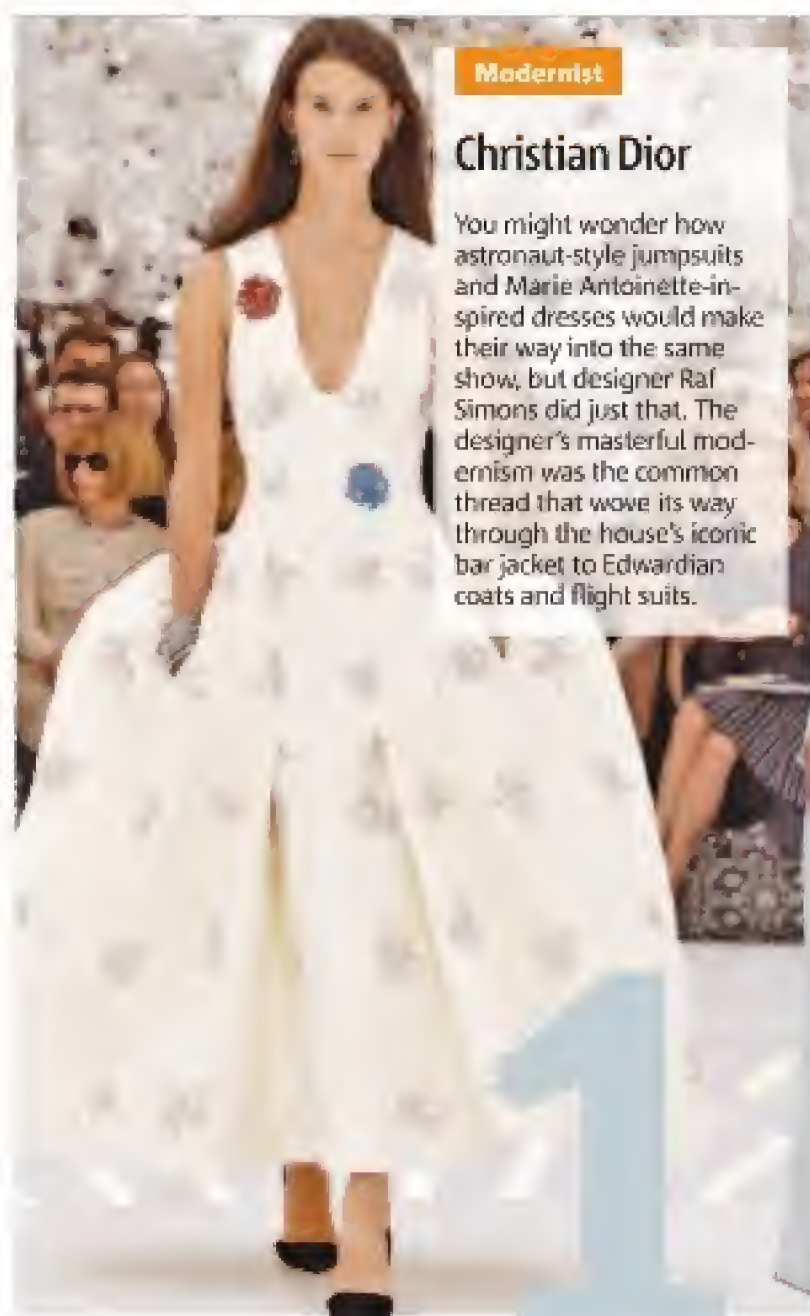 Modernist
Christian Dior
You might wonder how
astronaut-style jumpsuits
and Marie Antoinette-in-
spired dresses would make
their way into the same
show, but designer Raf
Simons did just that. The
designer's masterful mod-
ernism was the common
thread that wove its way
through the house's iconic
bar jacket to Edwardian
coats and flight suits.
1